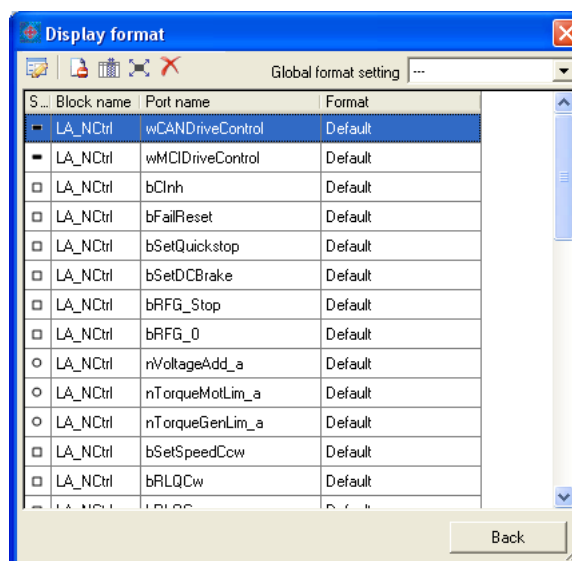 Display format
Global format setting ---
S... Block name Port name Format
LA_NCtrl wCANDriveControl Default
LA_NCtrl wMCIDriveControl Default
LA_NCtrl bCInh Default
LA_NCtrl bFailReset Default
LA_NCtrl bSetQuickstop Default
LA_NCtrl bSetDCBrake Default
LA_NCtrl bRFG_Stop Default
LA_NCtrl bRFG_0 Default
LA_NCtrl nVoltageAdd_a Default
LA_NCtrl nTorqueMotLim_a Default
LA_NCtrl nTorqueGenLim_a Default
LA_NCtrl bSetSpeedCcw Default
LA_NCtrl bRLQCw Default
Back